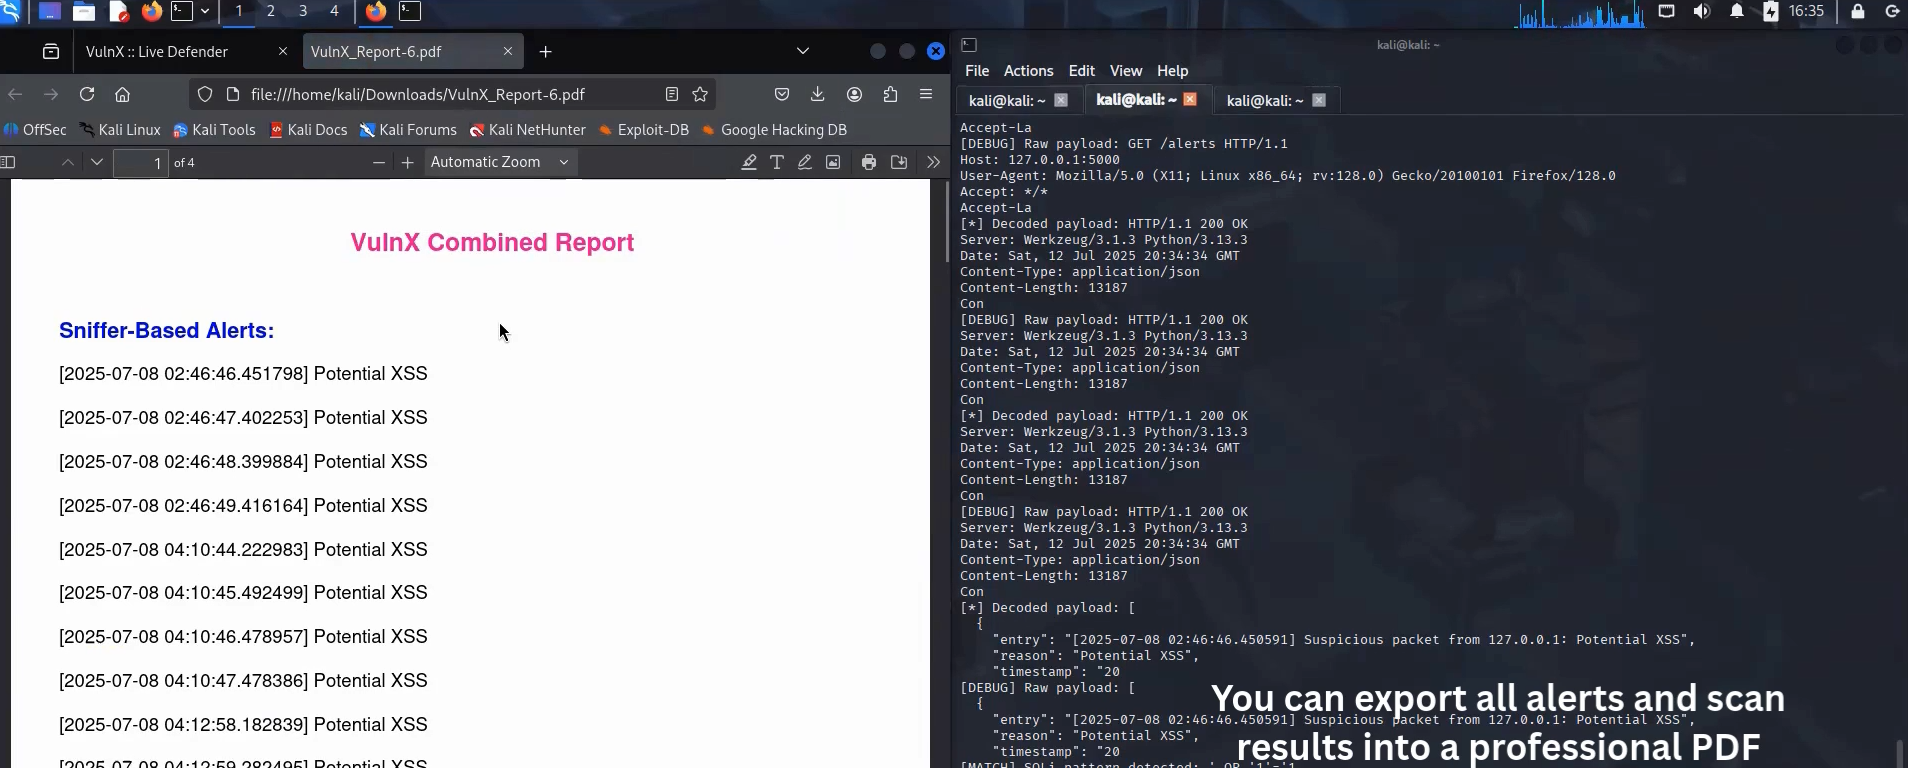 1 2 3 4
16:35
VulnX :: Live Defender
VulnX_Report-6.pdf
file:///home/kali/Downloads/VulnX_Report-6.pdf
OffSec Kali Linux Kali Tools Kali Docs Kali Forums Kali NetHunter Exploit-DB Google Hacking DB
1 of 4
Automatic Zoom
VulnX Combined Report
Sniffer-Based Alerts:
[2025-07-08 02:46:46.451798] Potential XSS
[2025-07-08 02:46:47.402253] Potential XSS
[2025-07-08 02:46:48.399884] Potential XSS
[2025-07-08 02:46:49.416164] Potential XSS
[2025-07-08 04:10:44.222983] Potential XSS
[2025-07-08 04:10:45.492499] Potential XSS
[2025-07-08 04:10:46.478957] Potential XSS
[2025-07-08 04:10:47.478386] Potential XSS
[2025-07-08 04:12:58.182839] Potential XSS
[2025-07-08 04:12:59.282495] Potential XSS
kali@kali: ~
File Actions Edit View Help
kali@kali: ~ kali@kali: ~ kali@kali: ~
Accept-La
[DEBUG] Raw payload: GET /alerts HTTP/1.1
Host: 127.0.0.1:5000
User-Agent: Mozilla/5.0 (X11; Linux x86_64; rv:128.0) Gecko/20100101 Firefox/128.0
Accept: */*
Accept-La
[*] Decoded payload: HTTP/1.1 200 OK
Server: Werkzeug/3.1.3 Python/3.13.3
Date: Sat, 12 Jul 2025 20:34:34 GMT
Content-Type: application/json
Content-Length: 13187
Con
[DEBUG] Raw payload: HTTP/1.1 200 OK
Server: Werkzeug/3.1.3 Python/3.13.3
Date: Sat, 12 Jul 2025 20:34:34 GMT
Content-Type: application/json
Content-Length: 13187
Con
[*] Decoded payload: HTTP/1.1 200 OK
Server: Werkzeug/3.1.3 Python/3.13.3
Date: Sat, 12 Jul 2025 20:34:34 GMT
Content-Type: application/json
Content-Length: 13187
Con
[DEBUG] Raw payload: HTTP/1.1 200 OK
Server: Werkzeug/3.1.3 Python/3.13.3
Date: Sat, 12 Jul 2025 20:34:34 GMT
Content-Type: application/json
Content-Length: 13187
Con
[*] Decoded payload: [
{
"entry": "[2025-07-08 02:46:46.450591] Suspicious packet from 127.0.0.1: Potential XSS",
"reason": "Potential XSS",
"timestamp": "20
[DEBUG] Raw payload: [
{
"entry": "[2025-07-08 02:46:46.450591] Suspicious packet from 127.0.0.1: Potential XSS",
"reason": "Potential XSS",
"timestamp": "20
[MATCH] SQLi pattern detected: ' OR '1'='1
You can export all alerts and scan
results into a professional PDF